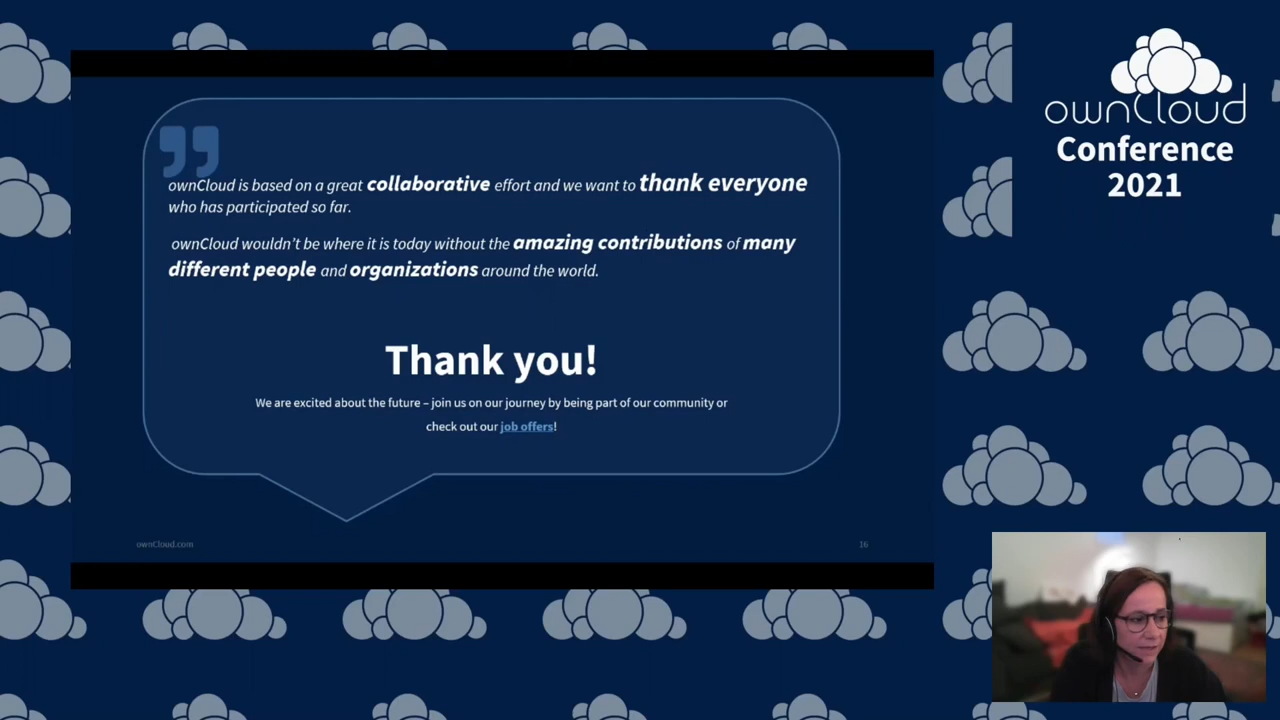 ownCloud
Conference
2021
ownCloud is based on a great collaborative effort and we want to thank everyone
who has participated so far.
ownCloud wouldn’t be where it is today without the amazing contributions of many
different people and organizations around the world.
Thank you!
We are excited about the future – join us on our journey by being part of our community or
check out our job offers!
ownCloud.com
16